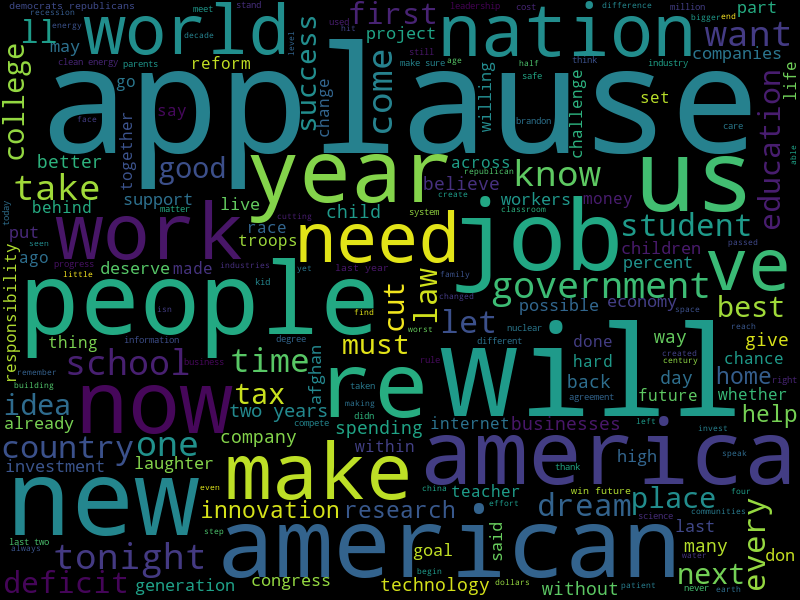 democrats republicans
recession
energy
clean energy
ll
may
world
meet
decade
parents
go
reform
level
success
change
stand
used
hit
first
project
come
leadership
cost
still
make sure
age
nation
difference
million
half
safe
think
bigger
end
industry
want
companies
part
life
college
applause
face
say
brandon
willing
challenge
set
care
able
education
better
behind
together
support
matter
good
live
year
child
race
troops
cutting
across
republican
believe
create
system
classroom
know
workers
money
us
today
put
seen
ago
take
work
deserve
made
industries
progress
little
need
yet
last year
job
student
children
percent
passed
ve
responsibility
people
thing
kid
isn
information
cut
find
law
family
changed
worst
government
possible
economy
space
best
reach
let
nuclear
different
done
way
give
school
remember
building
business
degree
time
must
rule
will
hard
back
day
created
century
home
chance
whether
right
idea
already
now
tax
two years
afghan
re
taken
making
didn
compete
agreement
future
left
invest
help
country
investment
one
laughter
company
spending
within
internet
businesses
high
america
speak
thank
new
even
make
china
teacher
effort
win future
dream
place
four
communities
every
innovation
research
science
last
many
water
don
last two
always
step
tonight
american
said
goal
begin
deficit
generation
congress
technology
dollars
patient
without
never
next
earth